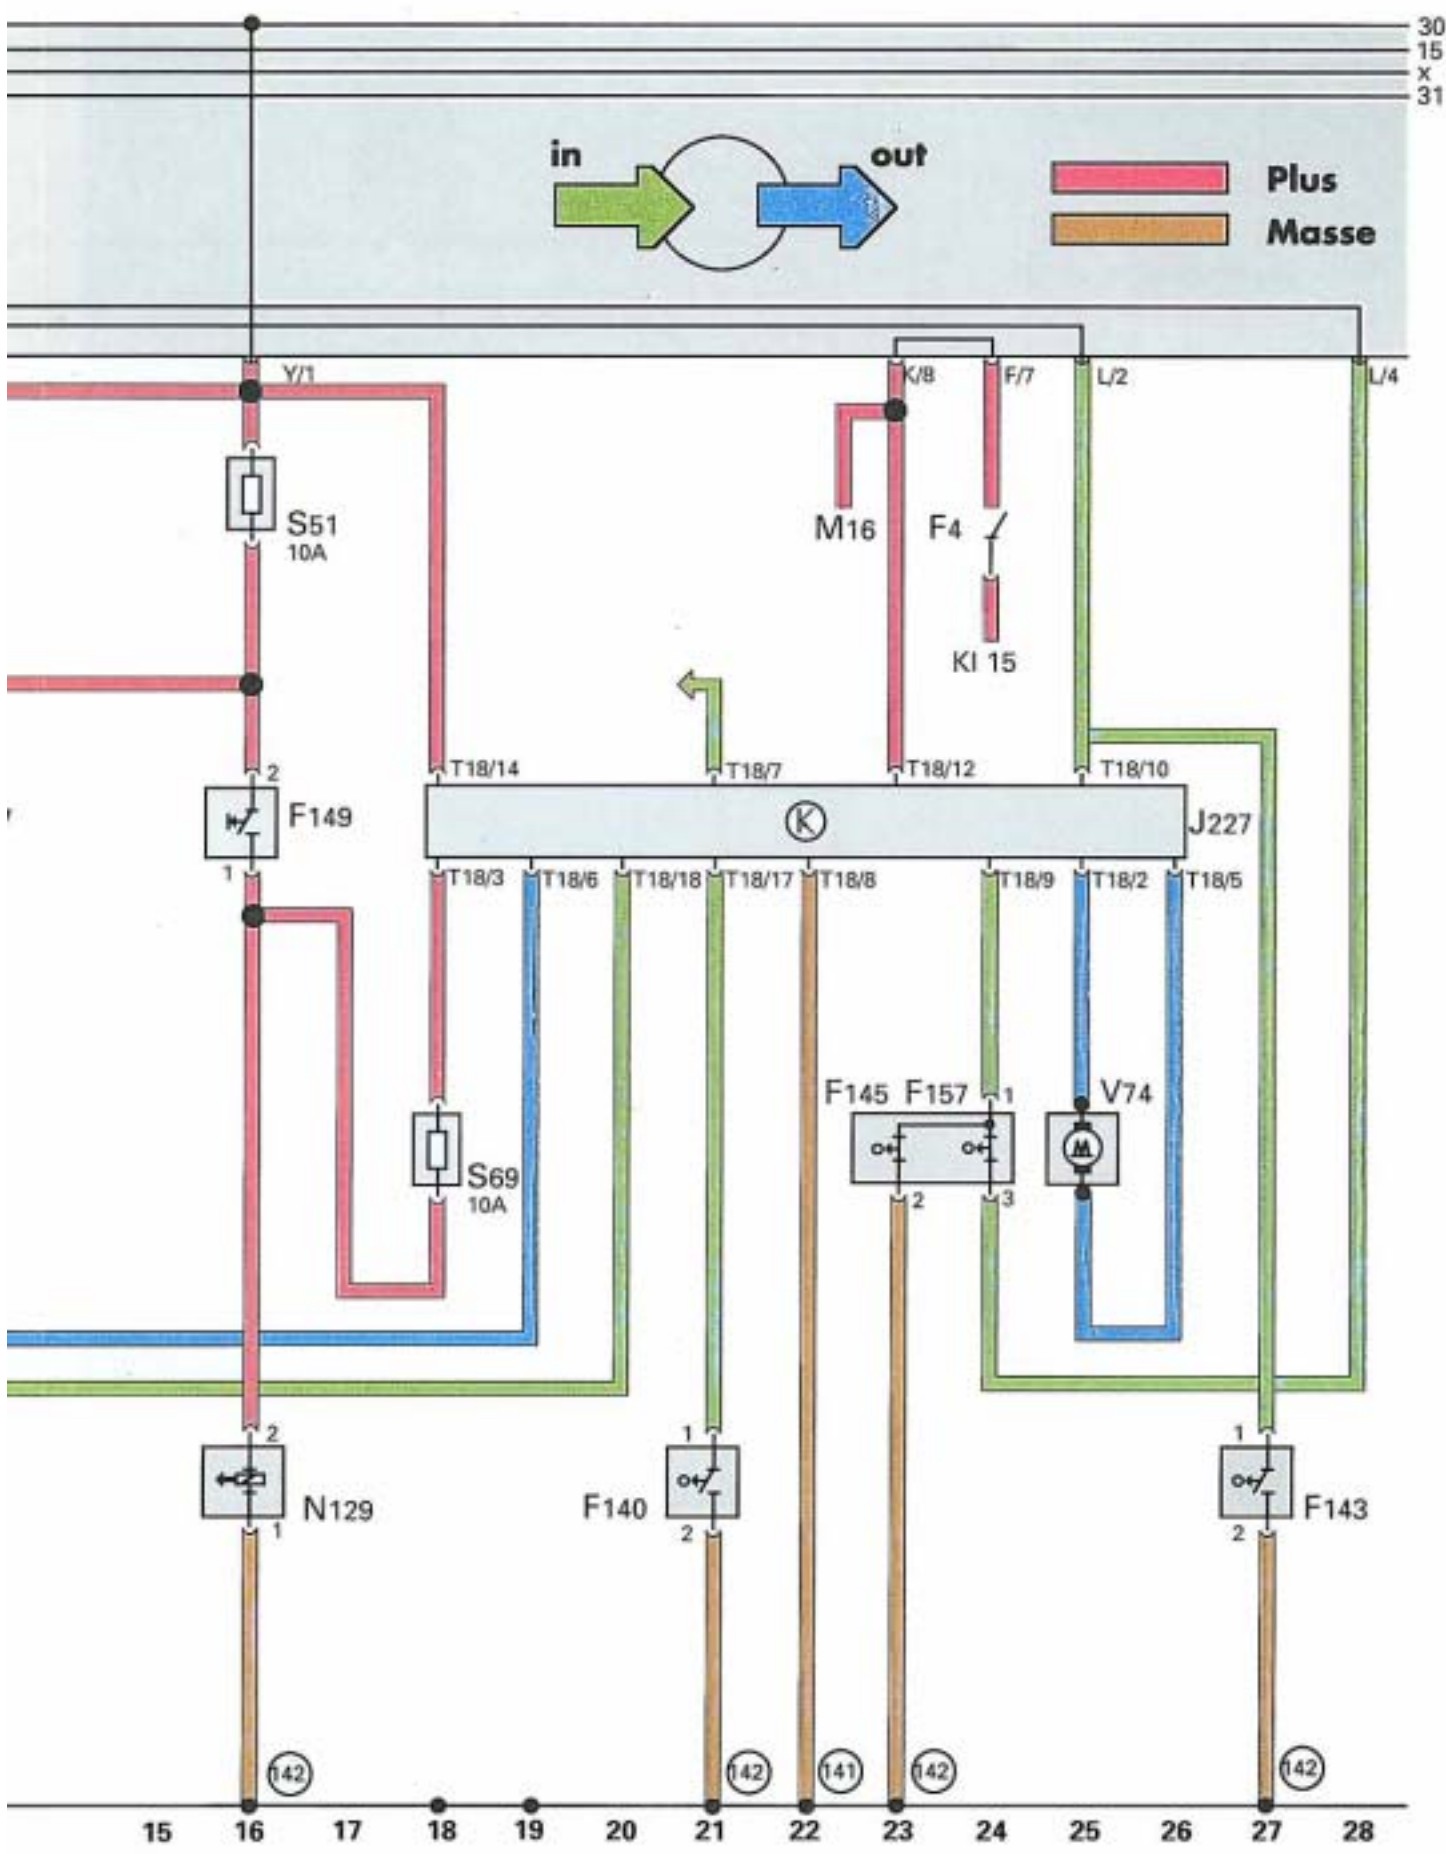 30
15
x
31
in
out
Plus
Masse
Y/1
K/8
F/7
L/2
L/4
S51
10A
M16
F4
Kl 15
2
T18/14
T18/7
T18/12
T18/10
F149
K
J227
1
T18/3
T18/6
T18/18
T18/17
T18/8
T18/9
T18/2
T18/5
F145
F157
1
V74
M
S69
10A
2
3
2
1
1
N129
F140
F143
1
2
2
142
142
141
142
142
15
16
17
18
19
20
21
22
23
24
25
26
27
28